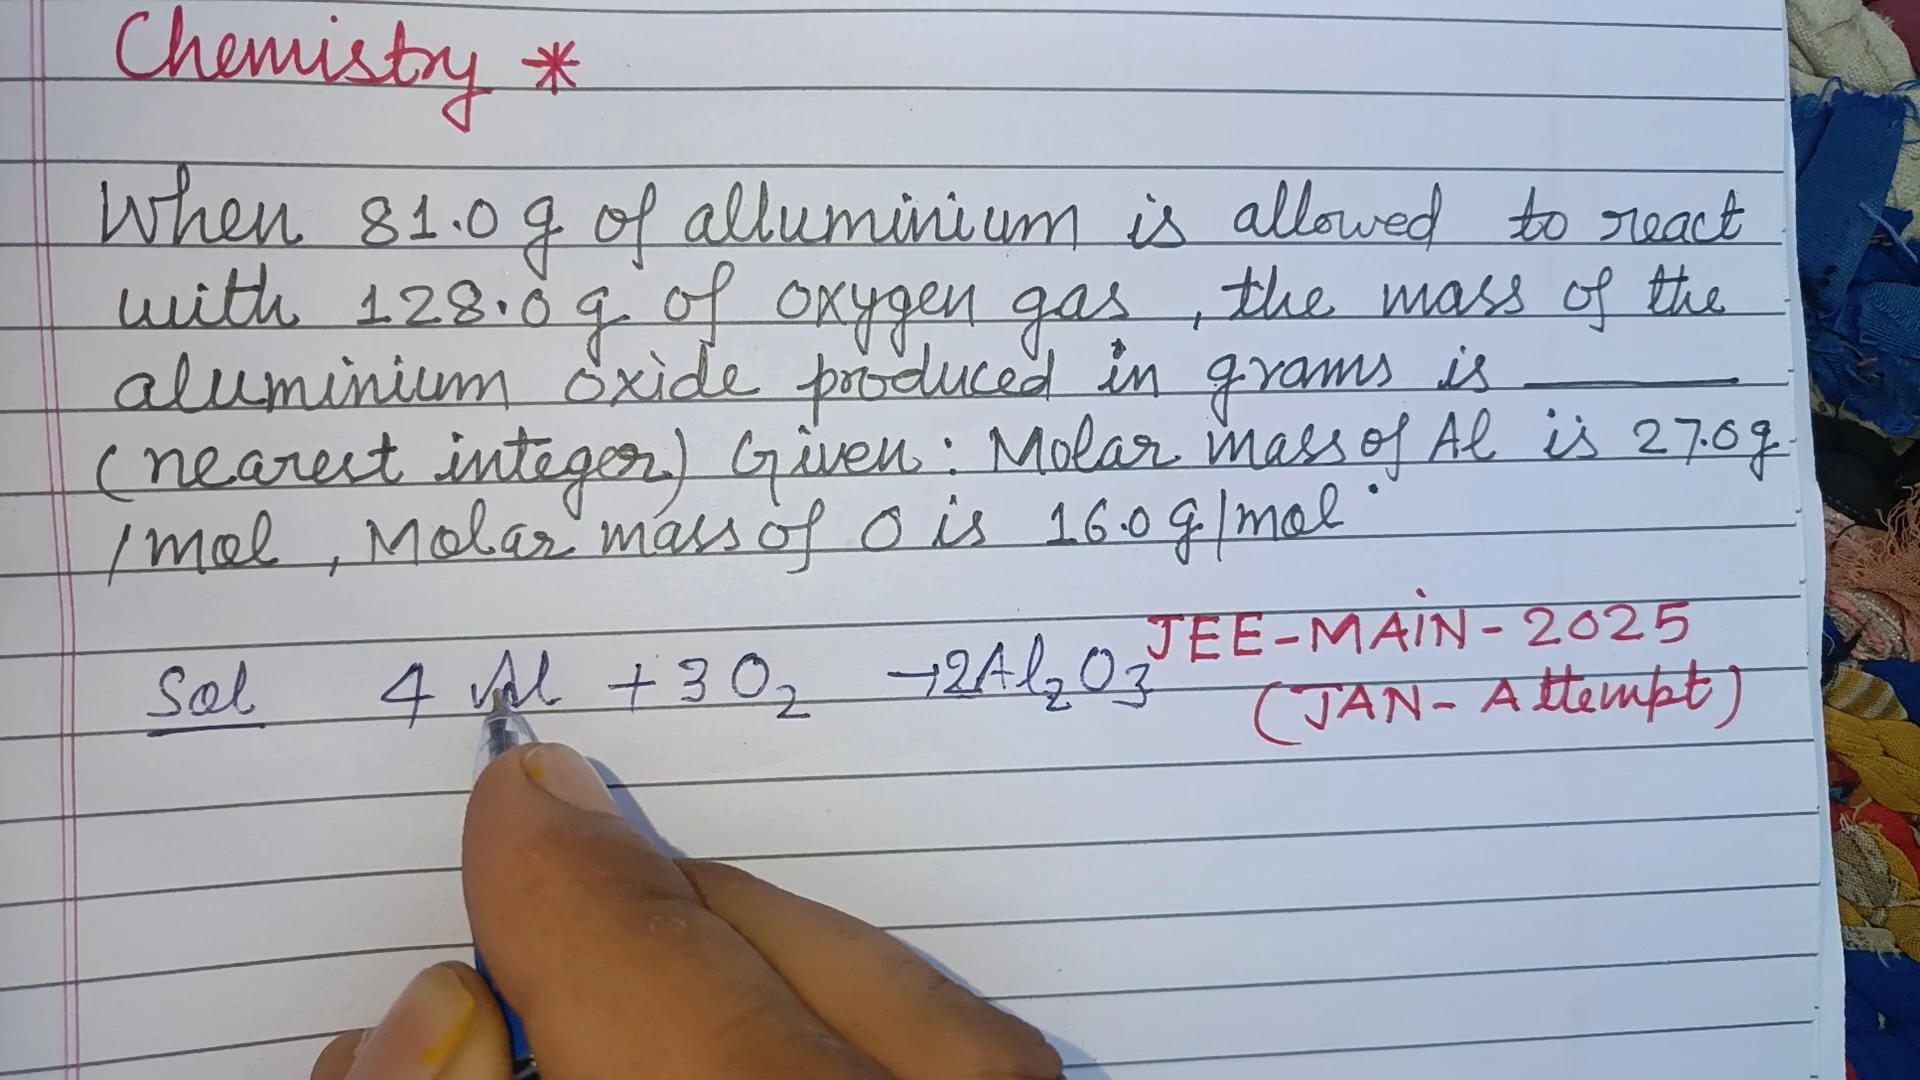 Chemistry *
When 81.0 g of alluminium is allowed to react
with 128.0 g of oxygen gas, the mass of the
aluminium oxide produced in grams is ______
(nearest integer) Given: Molar mass of Al is 27.0 g
/mol, Molar mass of O is 16.0 g/mol.
Sol 4 Al + 3 O₂ → 2Al₂O₃
JEE-MAIN-2025
(JAN-Attempt)